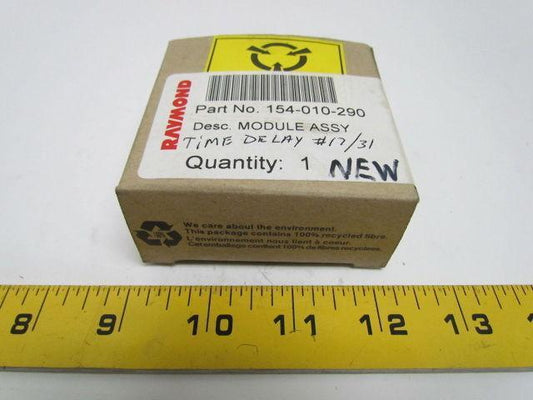 RAYMOND
Part No. 154-010-290
Desc. MODULE ASSY
TIME DELAY #17/31
Quantity: 1 NEW
We care about the environment.
This package contains 100% recycled fibre.
L'environnement nous tient à coeur.
Cet emballage contient 100% de fibres recyclées.
8 9 10 11 12 13